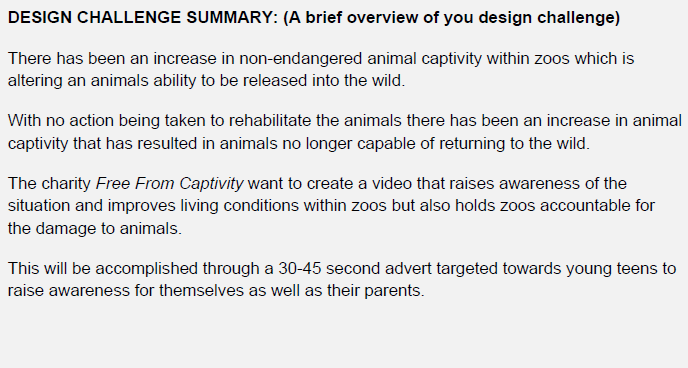 DESIGN CHALLENGE SUMMARY: (A brief overview of you design challenge)
There has been an increase in non-endangered animal captivity within zoos which is
altering an animals ability to be released into the wild.
With no action being taken to rehabilitate the animals there has been an increase in animal
captivity that has resulted in animals no longer capable of returning to the wild.
The charity Free From Captivity want to create a video that raises awareness of the
situation and improves living conditions within zoos but also holds zoos accountable for
the damage to animals.
This will be accomplished through a 30-45 second advert targeted towards young teens to
raise awareness for themselves as well as their parents.